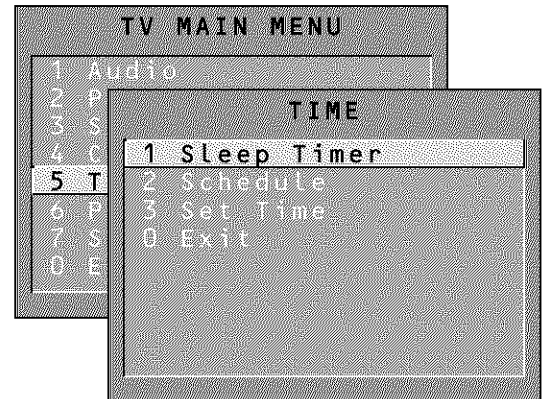 TV MAIN MENU
1 Audio
2 P
3 S
4 C
5 T
6 P
7 S
0 E
TIME
1 Sleep Timer
2 Schedule
3 Set Time
0 Exit